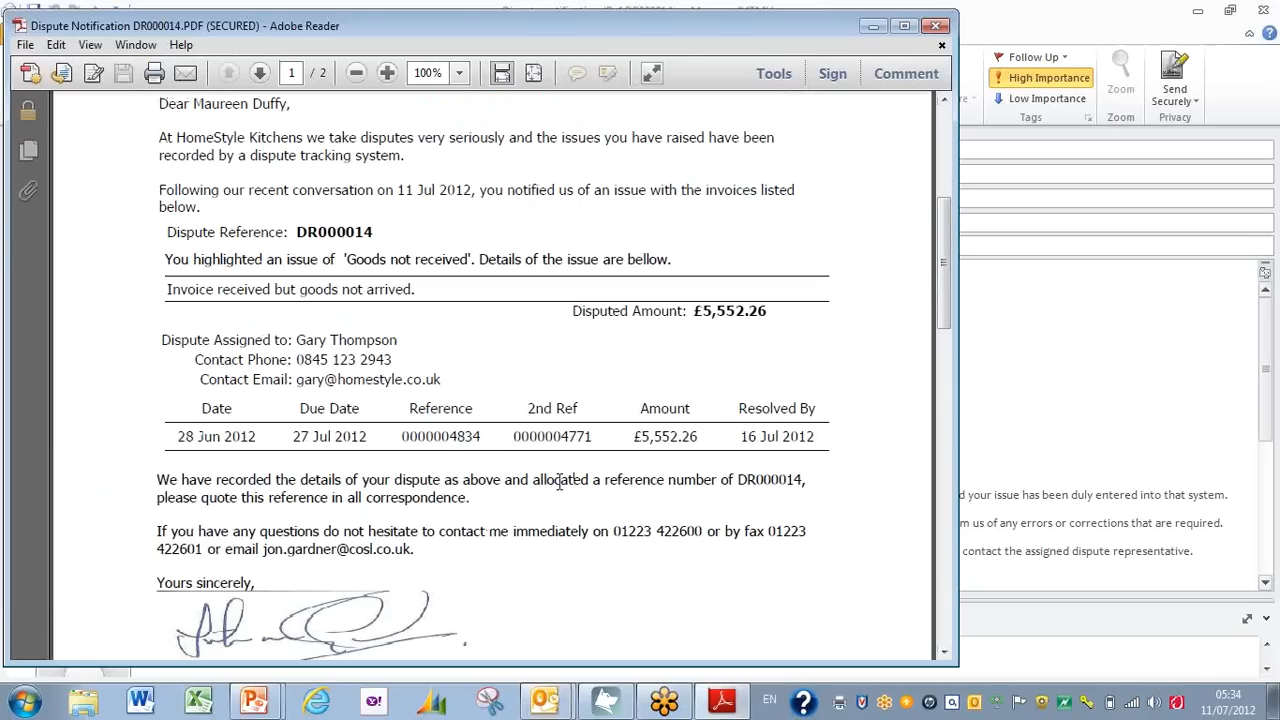 Dispute Notification DR000014.PDF (SECURED) - Adobe Reader
File Edit View Window Help
1 / 2 100% Tools Sign Comment
Follow Up
High Importance
Low Importance
Tags
Zoom
Zoom
Send
Securely
Privacy
Dear Maureen Duffy,
At HomeStyle Kitchens we take disputes very seriously and the issues you have raised have been
recorded by a dispute tracking system.
Following our recent conversation on 11 Jul 2012, you notified us of an issue with the invoices listed
below.
Dispute Reference: DR000014
You highlighted an issue of 'Goods not received'. Details of the issue are bellow.
Invoice received but goods not arrived.
Disputed Amount: £5,552.26
Dispute Assigned to: Gary Thompson
Contact Phone: 0845 123 2943
Contact Email: gary@homestyle.co.uk
Date Due Date Reference 2nd Ref Amount Resolved By
28 Jun 2012 27 Jul 2012 0000004834 0000004771 £5,552.26 16 Jul 2012
We have recorded the details of your dispute as above and allocated a reference number of DR000014,
please quote this reference in all correspondence.
If you have any questions do not hesitate to contact me immediately on 01223 422600 or by fax 01223
422601 or email jon.gardner@cosl.co.uk.
Yours sincerely,
d your issue has been duly entered into that system.
m us of any errors or corrections that are required.
contact the assigned dispute representative.
EN
05:34
11/07/2012